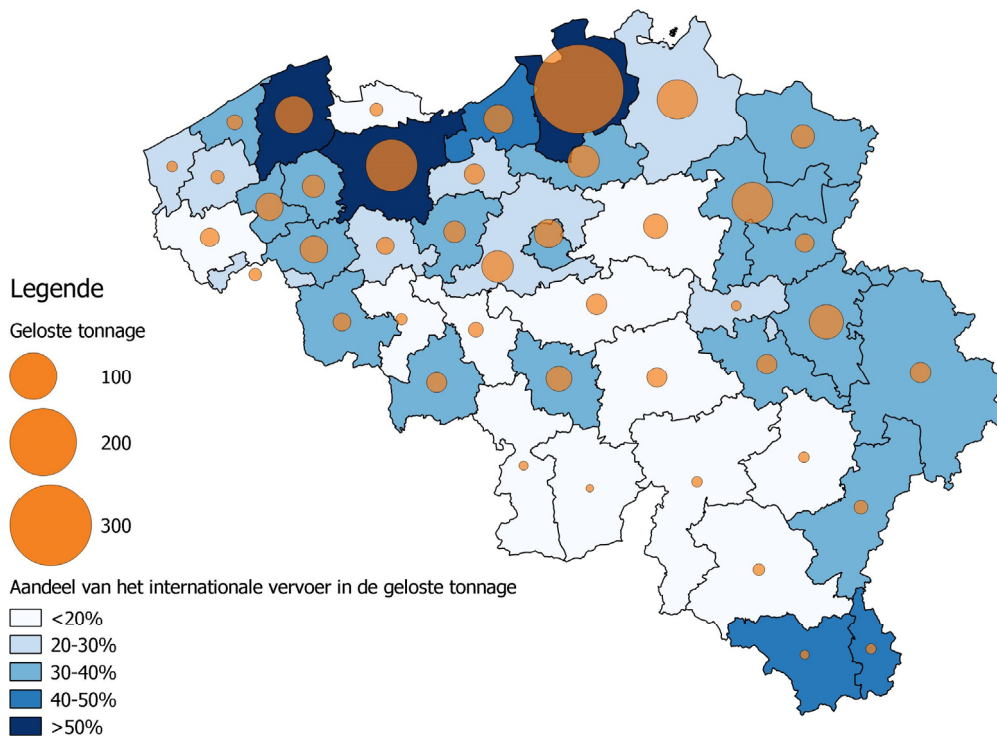 Legende
Geloste tonnage
100
200
300
Aandeel van het internationale vervoer in de geloste tonnage
<20%
20-30%
30-40%
40-50%
>50%